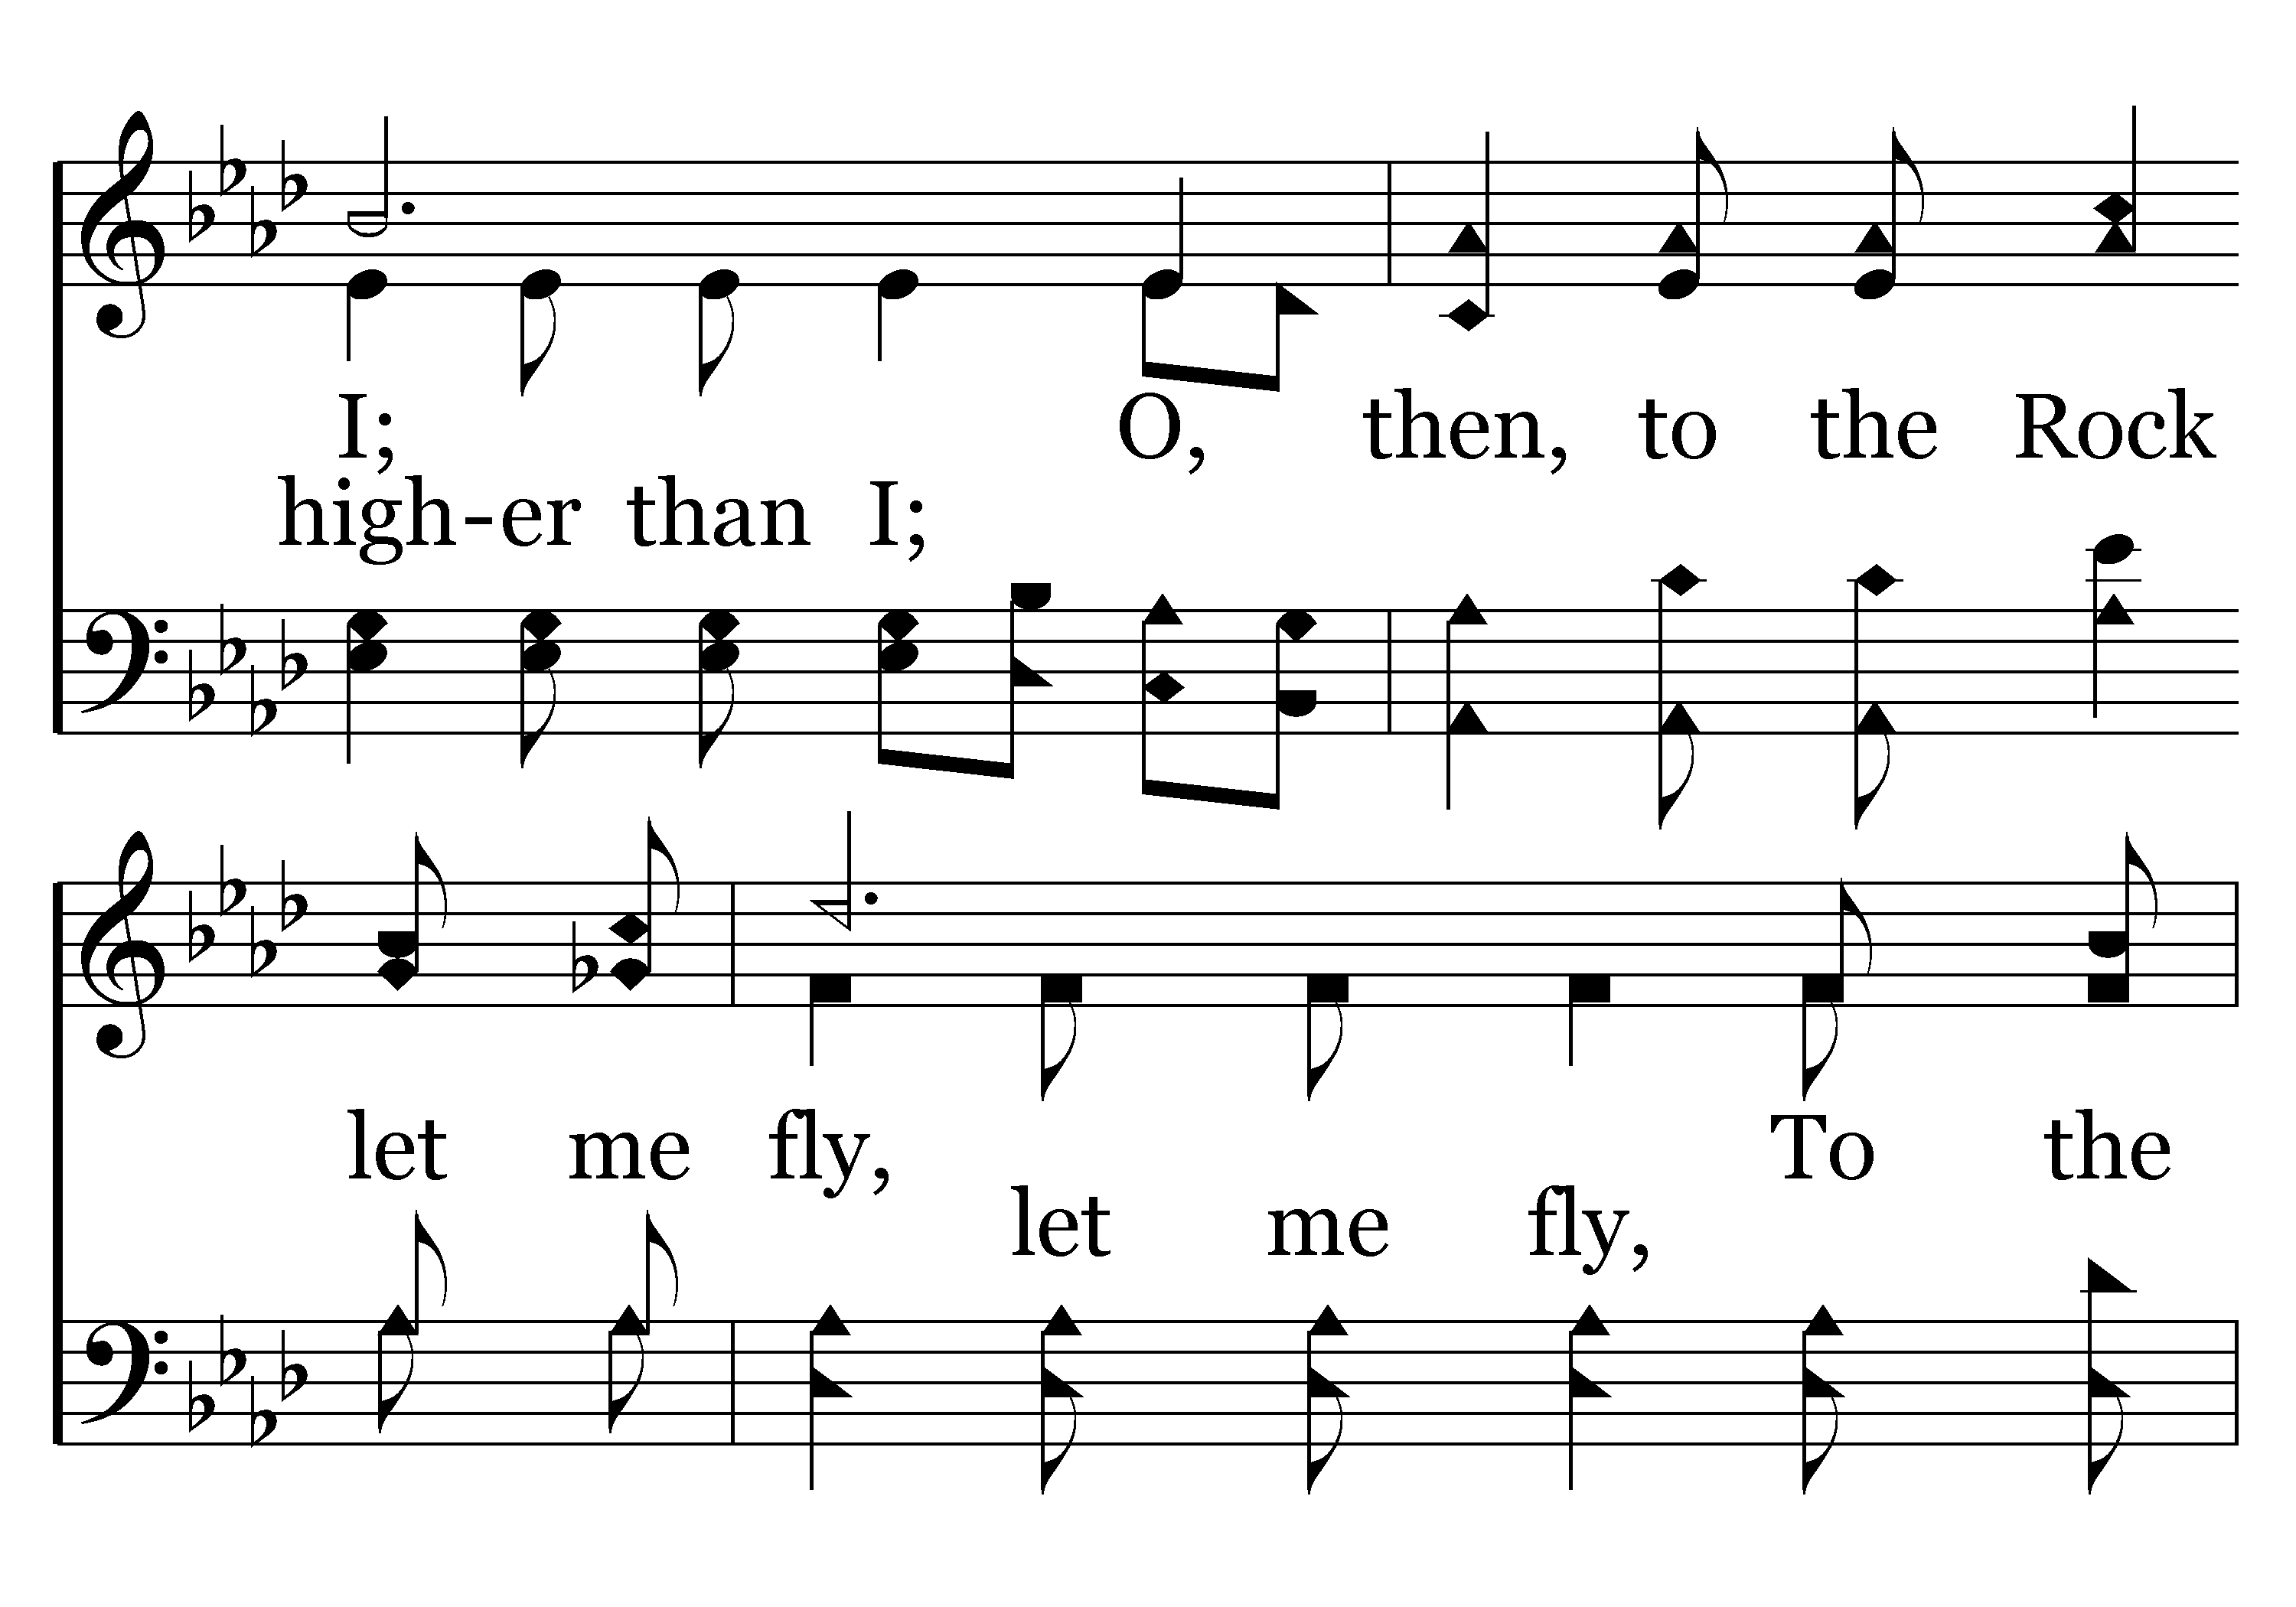 I; O, then, to the Rock
high-er than I;
let me fly, To the
let me fly,